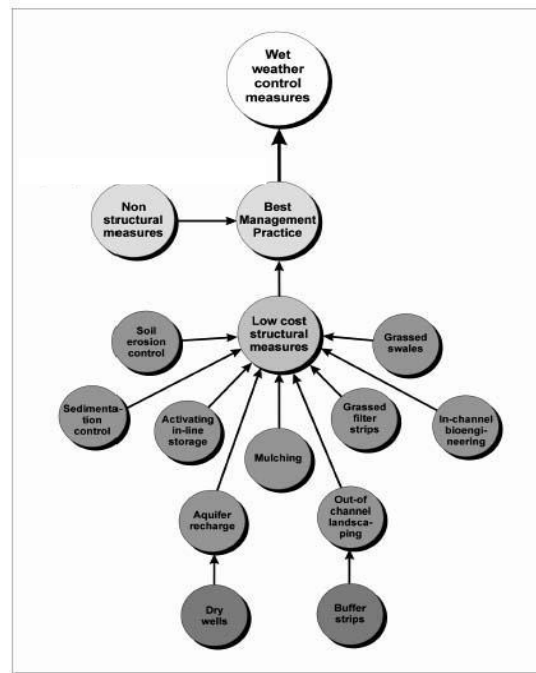 Wet
weather
control
measures
Non
structural
measures
Best
Management
Practice
Low cost
structural
measures
Soil
erosion
control
Grassed
swales
Sedimenta-
tion control
Activating
in-line
storage
Mulching
Grassed
filter
strips
In-channel
bioengi-
neering
Aquifer
recharge
Out-of
channel
landsca-
ping
Dry
wells
Buffer
strips